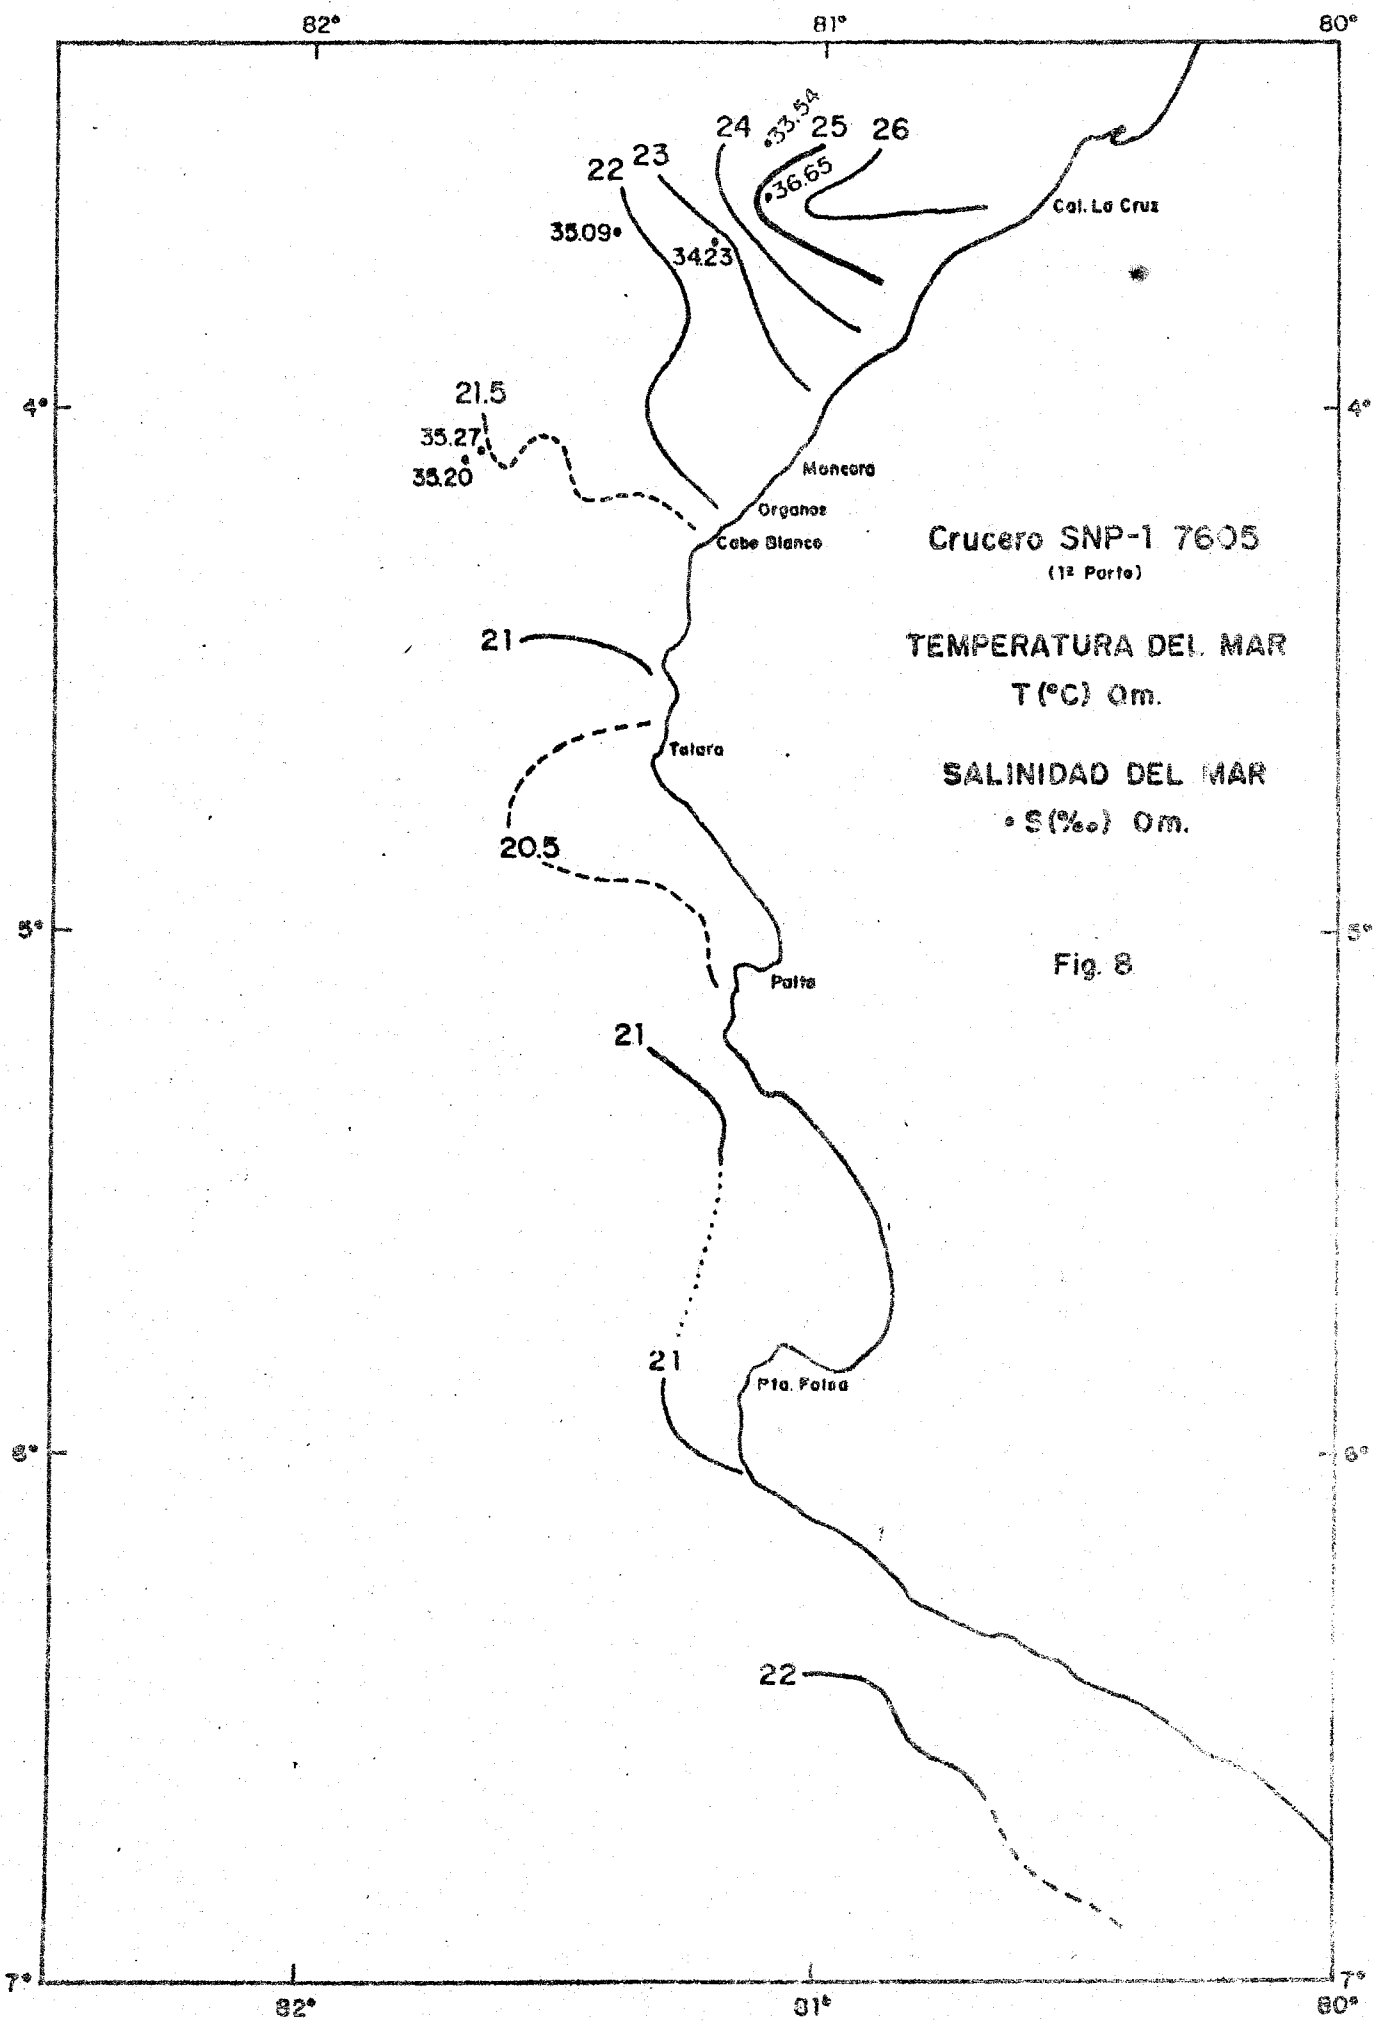 82° 81° 80°
33.54
24 25 26
22 23
36.65
Cal. La Cruz
35.09
34.23
21.5
4° 4°
35.27
35.20
Mancora
Organos
Cabo Blanco
Crucero SNP-1 7605
(1ª Parte)
21
TEMPERATURA DEL MAR
T (°C) 0m.
Talara
SALINIDAD DEL MAR
• S (‰) 0m.
20.5
5° 5°
Fig. 8
Paita
21
21
Pta. Falsa
6° 6°
22
7° 7°
82° 81° 80°